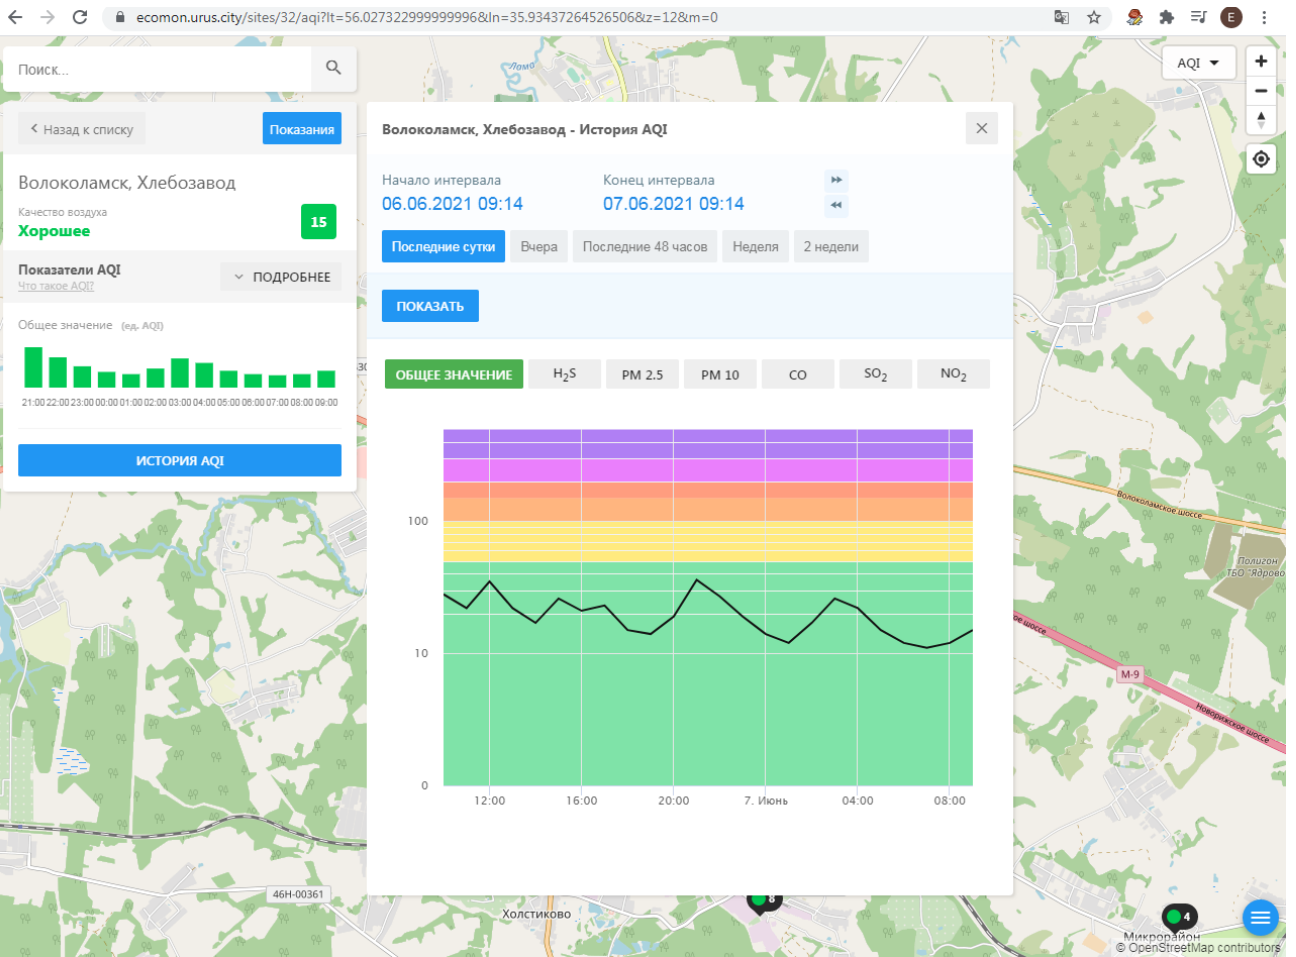 ecomon.urus.city/sites/32/aqi?lt=56.027322999999996&ln=35.93437264526506&z=12&m=0
E
Поиск...
AQI
Лама
Назад к списку
Показания
Волоколамск, Хлебозавод
Качество воздуха
Хорошее
15
Показатели AQI
Что такое AQI?
ПОДРОБНЕЕ
Общее значение (ед. AQI)
21:00 22:00 23:00 00:00 01:00 02:00 03:00 04:00 05:00 06:00 07:00 08:00 09:00
ИСТОРИЯ AQI
Волоколамск, Хлебозавод - История AQI
Начало интервала
06.06.2021 09:14
Конец интервала
07.06.2021 09:14
Последние сутки
Вчера
Последние 48 часов
Неделя
2 недели
ПОКАЗАТЬ
ОБЩЕЕ ЗНАЧЕНИЕ
H2S
PM 2.5
PM 10
CO
SO2
NO2
100
10
0
12:00
16:00
20:00
7. Июнь
04:00
08:00
Волоколамское шоссе
Полигон
ТБО "Ядрово
ое шоссе
М-9
Новорижское шоссе
46Н-00361
Холстиково
8
4
Микрорайон
© OpenStreetMap contributors